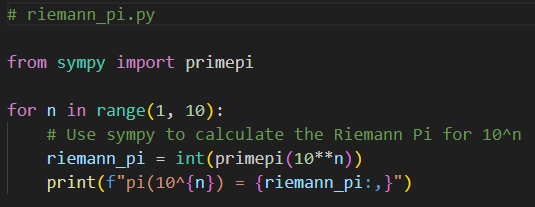 # riemann_pi.py
from sympy import primepi
for n in range(1, 10):
    # Use sympy to calculate the Riemann Pi for 10^n
    riemann_pi = int(primepi(10**n))
    print(f"pi(10^{n}) = {riemann_pi:,}")